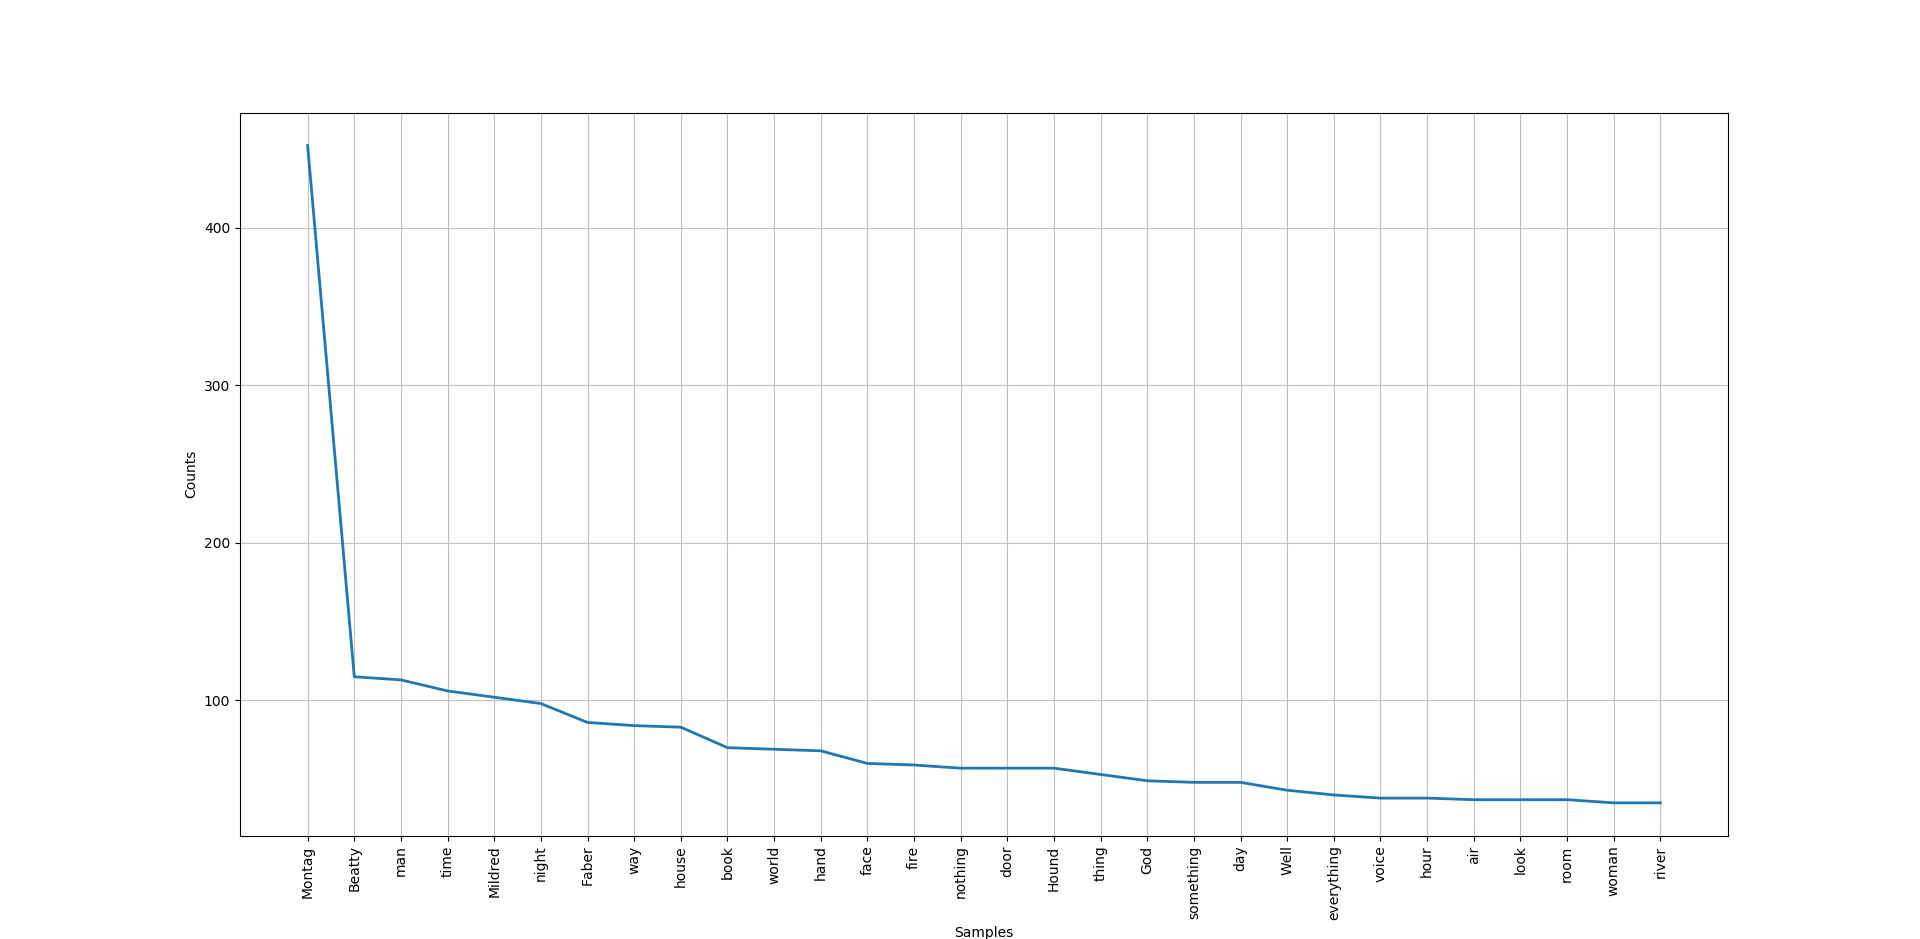 400
300
200
100
Counts
Montag
Beatty
man
time
Mildred
night
Faber
way
house
book
world
hand
face
fire
nothing
door
Hound
thing
God
something
day
Well
everything
voice
hour
air
look
room
woman
river
Samples